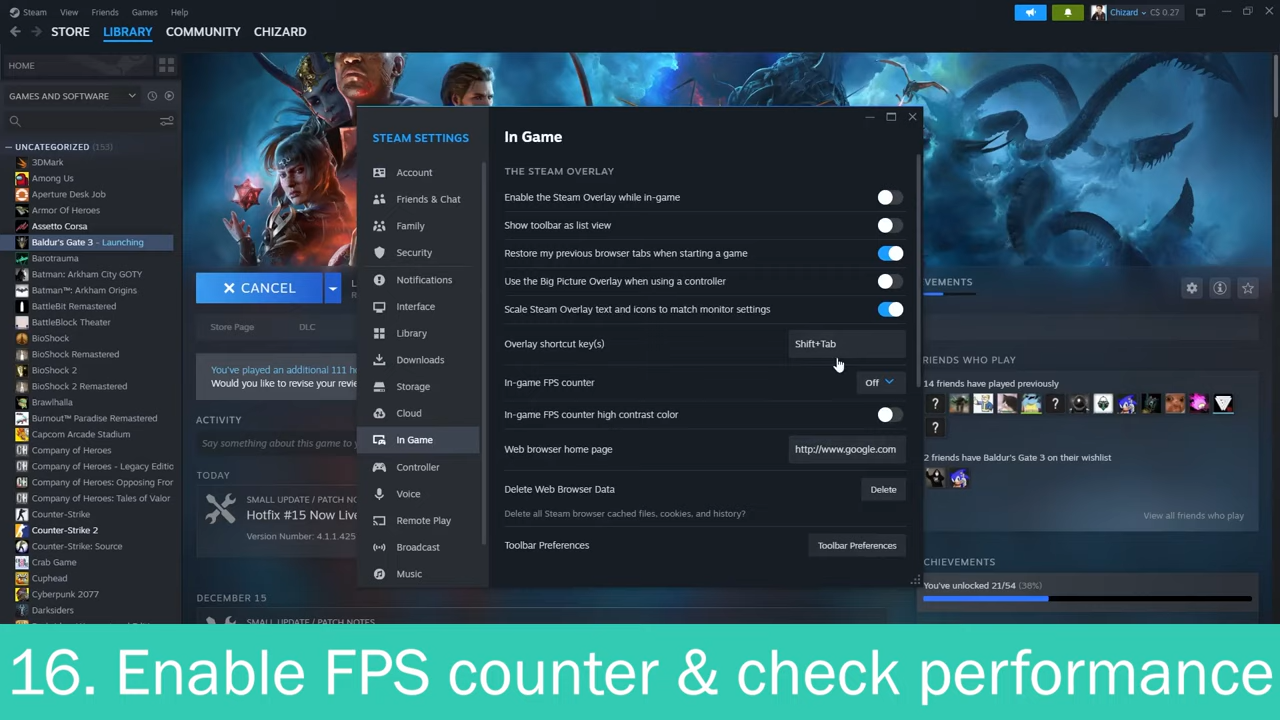 Steam View Friends Games Help
Chizard C$ 0.27
STORE LIBRARY COMMUNITY CHIZARD
HOME
GAMES AND SOFTWARE
UNCATEGORIZED (153)
3DMark
Among Us
Aperture Desk Job
Armor Of Heroes
Assetto Corsa
Baldur's Gate 3 - Launching
Barotrauma
Batman: Arkham City GOTY
Batman™: Arkham Origins
BattleBit Remastered
BattleBlock Theater
BioShock
BioShock Remastered
BioShock 2
BioShock 2 Remastered
Brawlhalla
Burnout™ Paradise Remastered
Capcom Arcade Stadium
Company of Heroes
Company of Heroes - Legacy Editio
Company of Heroes: Opposing Fror
Company of Heroes: Tales of Valor
Counter-Strike
Counter-Strike 2
Counter-Strike: Source
Crab Game
Cuphead
Cyberpunk 2077
Darksiders
CANCEL
Store Page DLC
You've played an additional 111 h
Would you like to revise your revie
ACTIVITY
Say something about this game to y
TODAY
SMALL UPDATE / PATCH NO
Hotfix #15 Now Live
Version Number: 4.1.1.425
DECEMBER 15
SMALL UPDATE / PATCH NOTES
STEAM SETTINGS
Account
Friends & Chat
Family
Security
Notifications
Interface
Library
Downloads
Storage
Cloud
In Game
Controller
Voice
Remote Play
Broadcast
Music
In Game
THE STEAM OVERLAY
Enable the Steam Overlay while in-game
Show toolbar as list view
Restore my previous browser tabs when starting a game
Use the Big Picture Overlay when using a controller
Scale Steam Overlay text and icons to match monitor settings
Overlay shortcut key(s) Shift+Tab
In-game FPS counter Off
In-game FPS counter high contrast color
Web browser home page http://www.google.com
Delete Web Browser Data Delete
Delete all Steam browser cached files, cookies, and history?
Toolbar Preferences Toolbar Preferences
VEMENTS
RIENDS WHO PLAY
14 friends have played previously
? ?
?
2 friends have Baldur's Gate 3 on their wishlist
View all friends who play
CHIEVEMENTS
You've unlocked 21/54 (38%)
16. Enable FPS counter & check performance